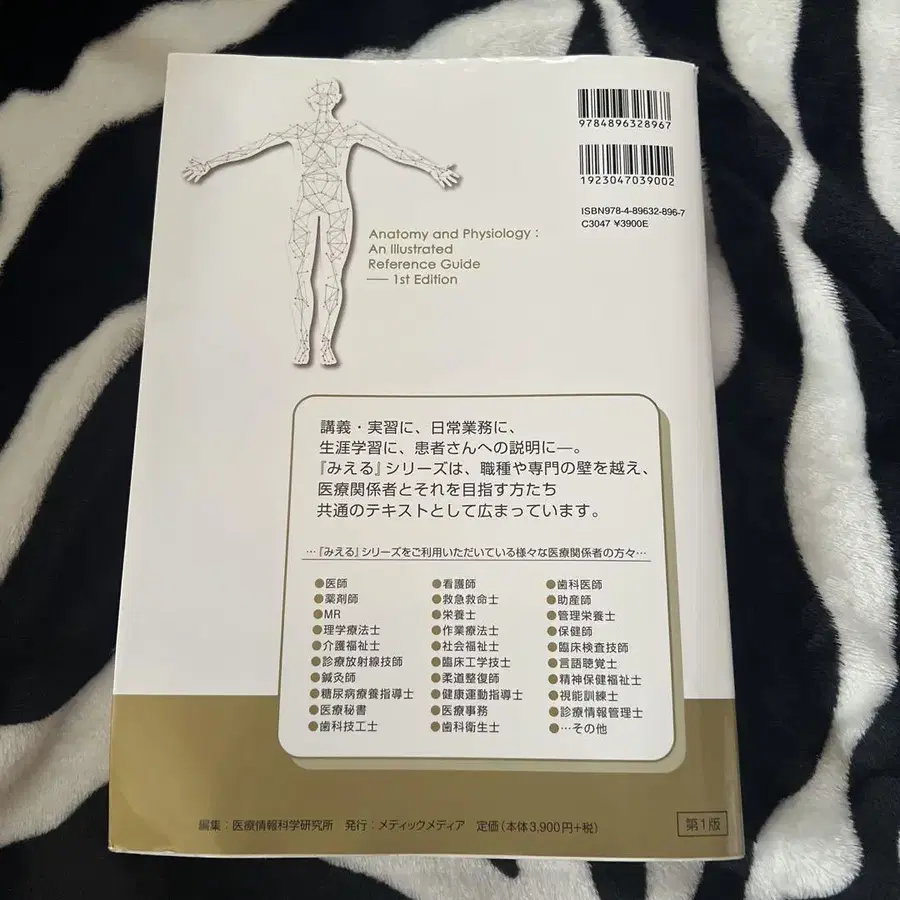 9784896328967
1923047039002
ISBN978-4-89632-896-7
C3047 ¥3900E
Anatomy and Physiology :
An Illustrated
Reference Guide
— 1st Edition
講義・実習に、日常業務に、
生涯学習に、患者さんへの説明に―。
『みえる』シリーズは、職種や専門の壁を越え、
医療関係者とそれを目指す方たち
共通のテキストとして広まっています。
…『みえる』シリーズをご利用いただいている様々な医療関係者の方々…
●医師 ●看護師 ●歯科医師
●薬剤師 ●救急救命士 ●助産師
●MR ●栄養士 ●管理栄養士
●理学療法士 ●作業療法士 ●保健師
●介護福祉士 ●社会福祉士 ●臨床検査技師
●診療放射線技師 ●臨床工学技士 ●言語聴覚士
●鍼灸師 ●柔道整復師 ●精神保健福祉士
●糖尿病療養指導士 ●健康運動指導士 ●視能訓練士
●医療秘書 ●医療事務 ●診療情報管理士
●歯科技工士 ●歯科衛生士 ●…その他
編集：医療情報科学研究所 発行：メディックメディア 定価（本体3,900円+税）
第1版